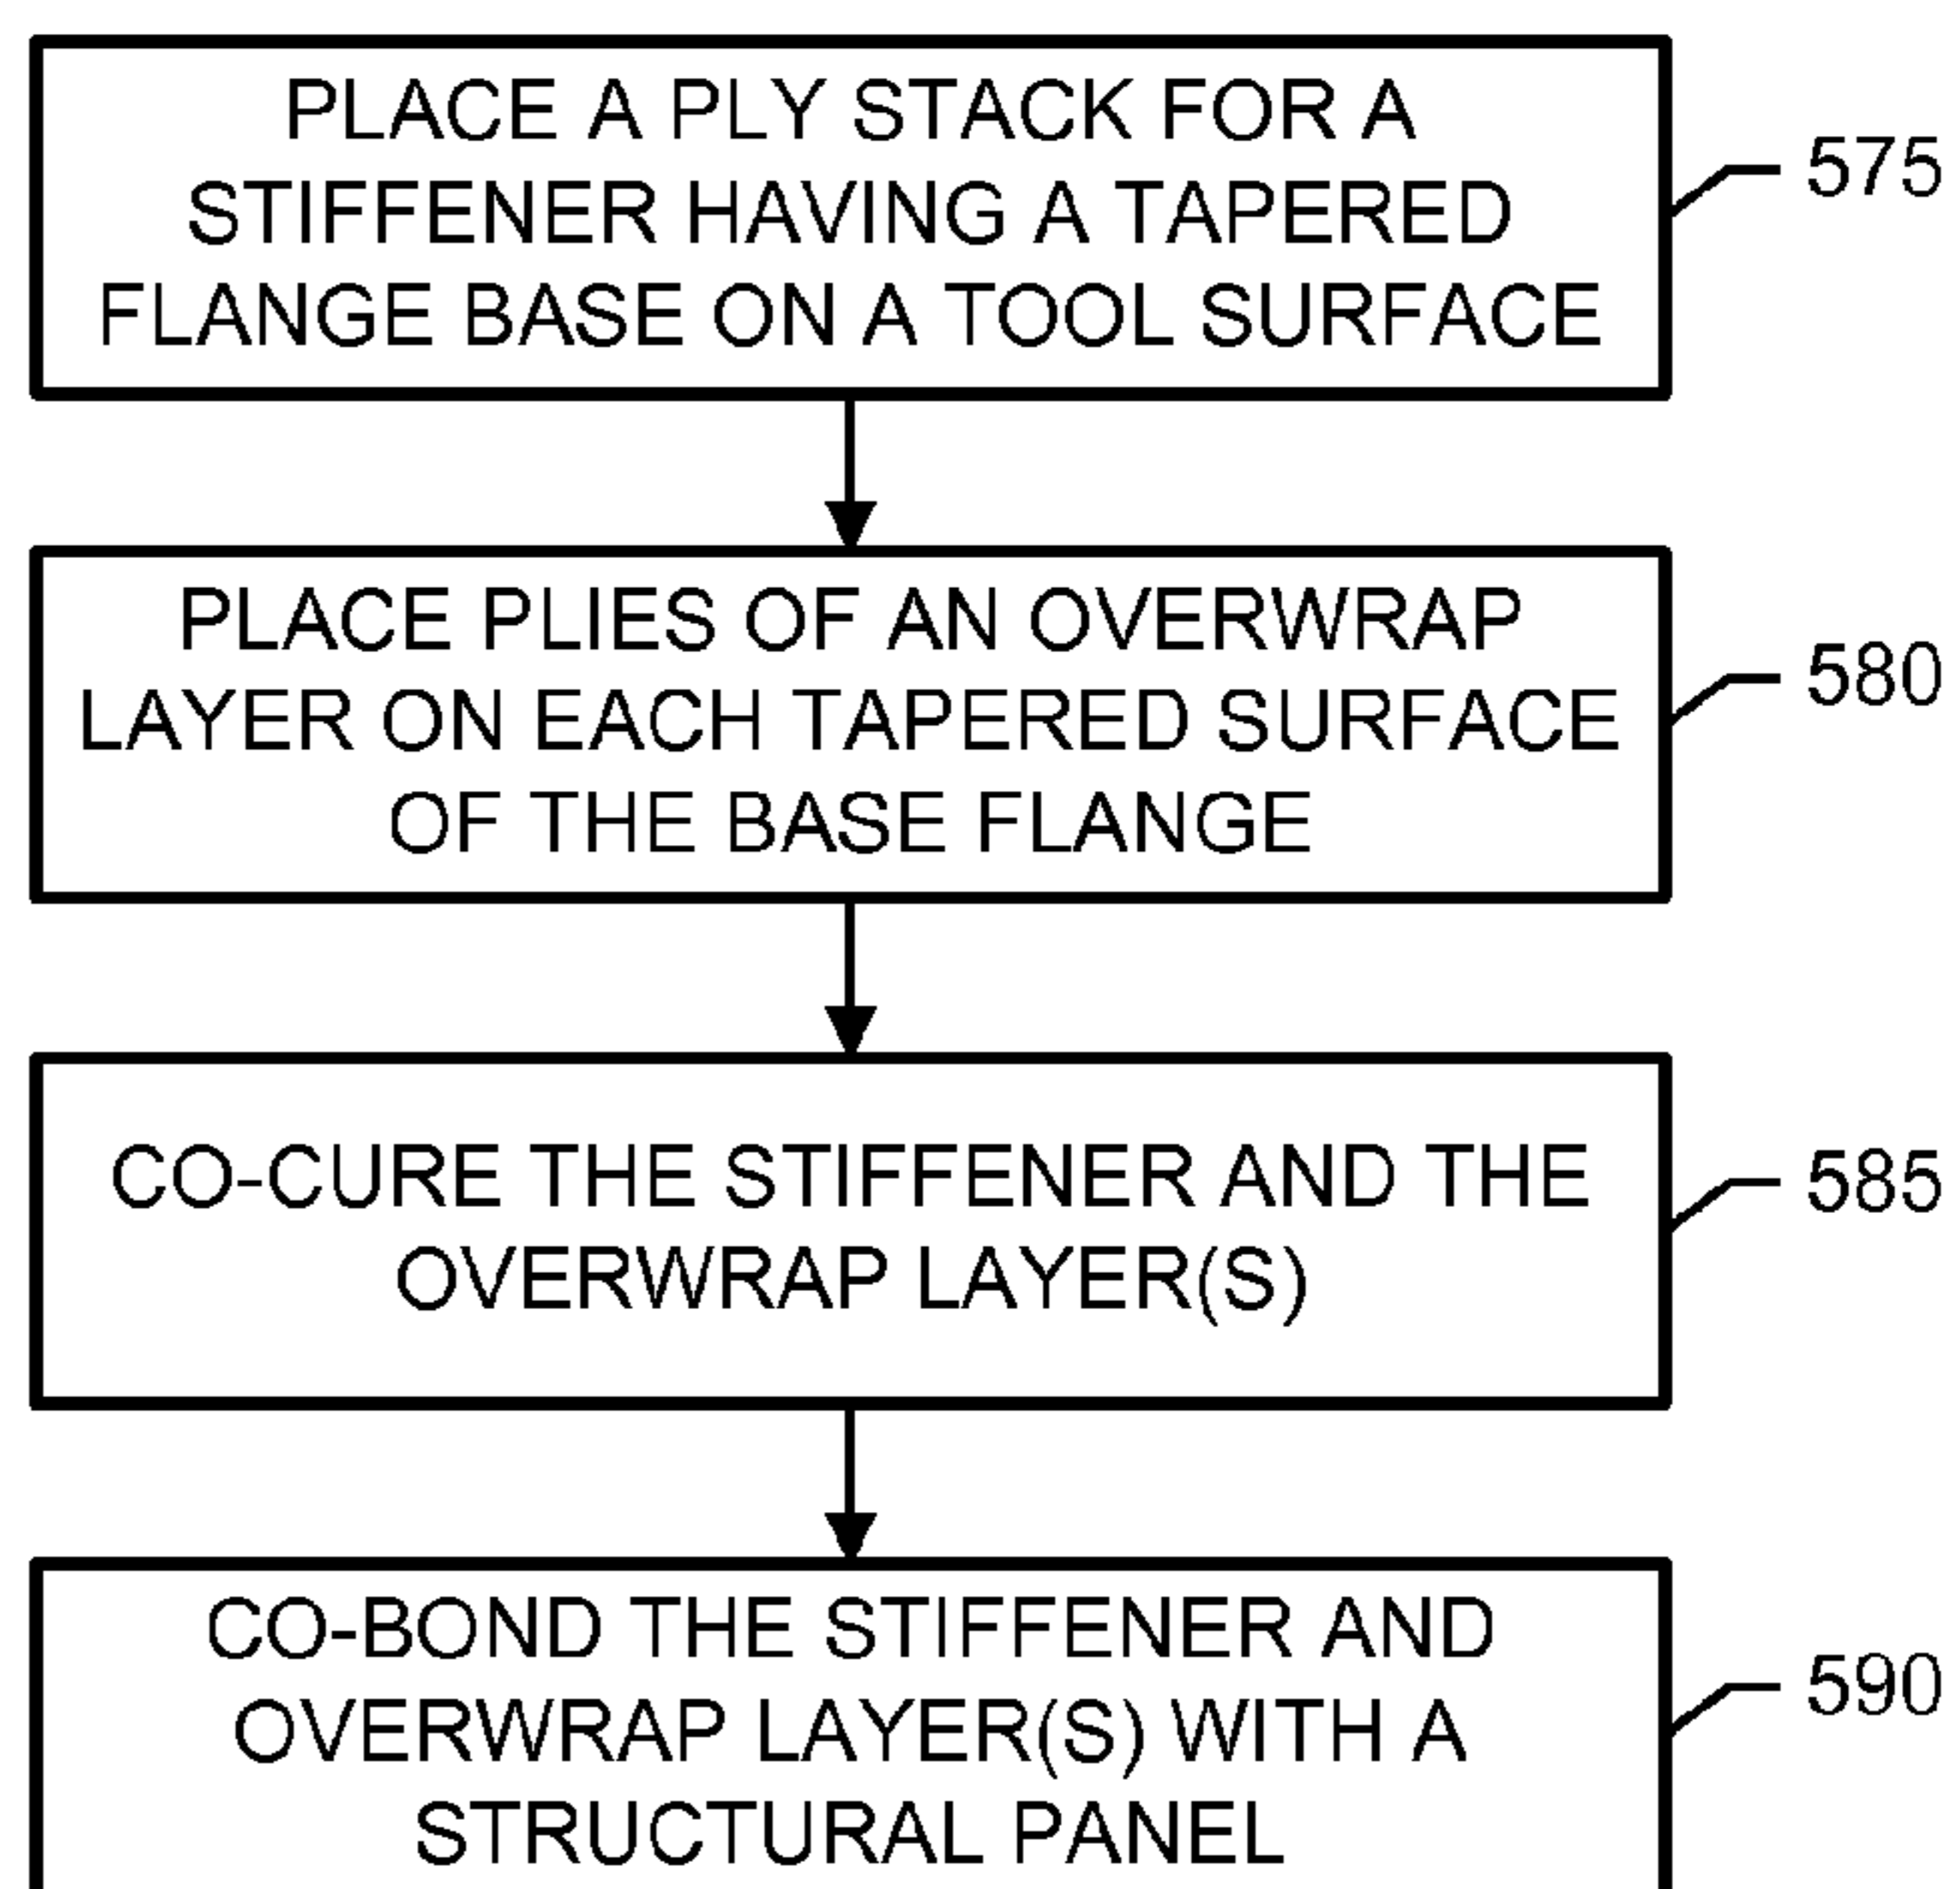 PLACE A PLY STACK FOR A
STIFFENER HAVING A TAPERED
FLANGE BASE ON A TOOL SURFACE
575
PLACE PLIES OF AN OVERWRAP
LAYER ON EACH TAPERED SURFACE
OF THE BASE FLANGE
580
CO-CURE THE STIFFENER AND THE
OVERWRAP LAYER(S)
585
CO-BOND THE STIFFENER AND
OVERWRAP LAYER(S) WITH A
STRUCTURAL PANEL
590